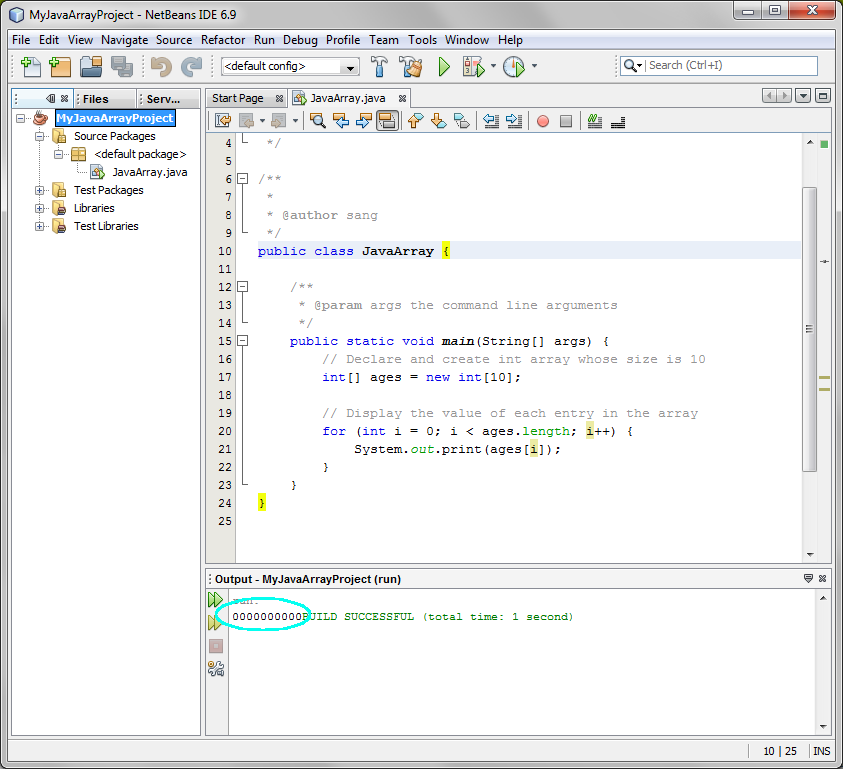 MyJavaArrayProject - NetBeans IDE 6.9
File Edit View Navigate Source Refactor Run Debug Profile Team Tools Window Help
<default config>
Search (Ctrl+I)
Files
Serv...
MyJavaArrayProject
Source Packages
<default package>
JavaArray.java
Test Packages
Libraries
Test Libraries
Start Page
JavaArray.java
4 */
5
6 /**
7 *
8 * @author sang
9 */
10 public class JavaArray {
11
12 /**
13 * @param args the command line arguments
14 */
15 public static void main(String[] args) {
16 // Declare and create int array whose size is 10
17 int[] ages = new int[10];
18
19 // Display the value of each entry in the array
20 for (int i = 0; i < ages.length; i++) {
21 System.out.print(ages[i]);
22 }
23 }
24 }
25
Output - MyJavaArrayProject (run)
run:
0000000000BUILD SUCCESSFUL (total time: 1 second)
10 | 25 INS